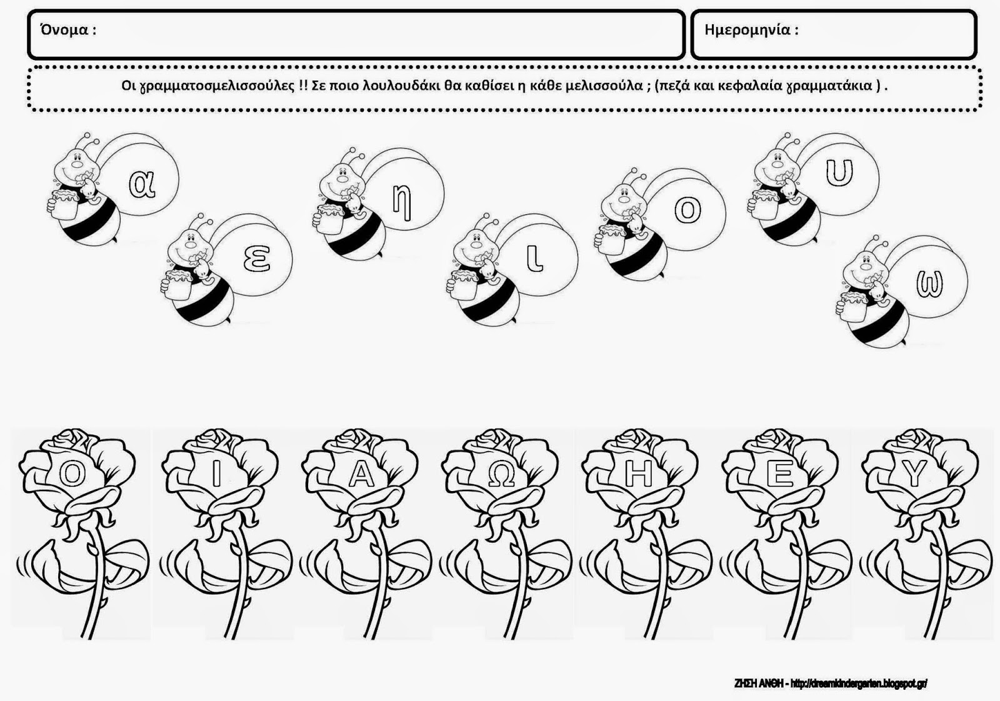 Όνομα :
Ημερομηνία :
Οι γραμματοσμελισσούλες !! Σε ποιο λουλουδάκι θα καθίσει η κάθε μελισσούλα ; (πεζά και κεφαλαία γραμματάκια ) .
α
η
ο
υ
ε
ι
ω
Ο Ι Α Ω Η Ε Υ
ΖΗΣΗ ΑΝΘΗ - http://dreamkindergarten.blogspot.gr/